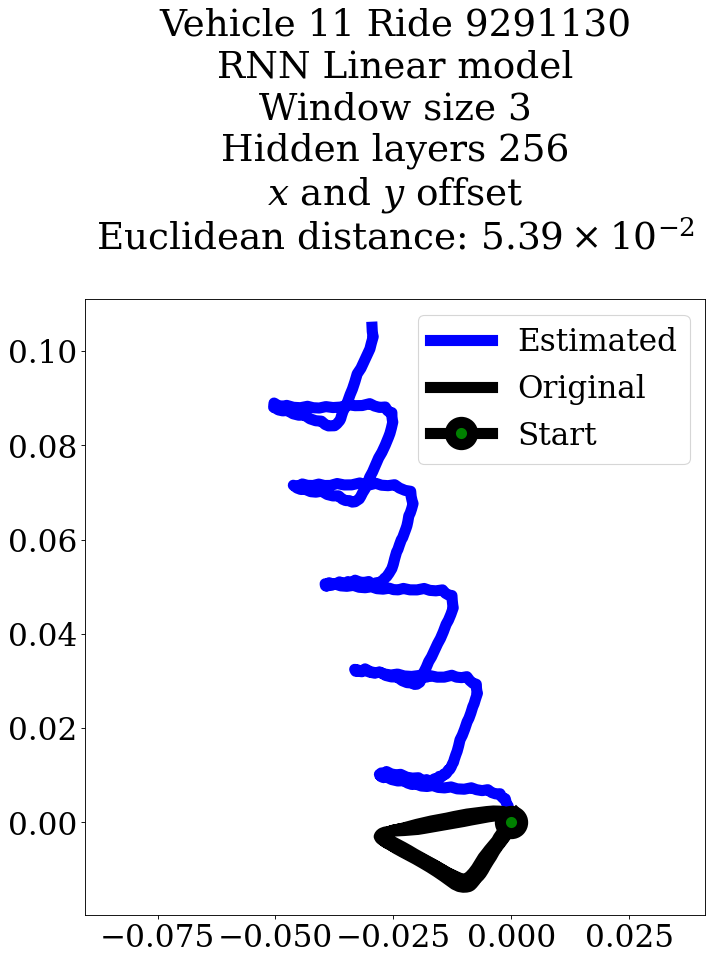 Vehicle 11 Ride 9291130
RNN Linear model
Window size 3
Hidden layers 256
x and y offset
Euclidean distance: 5.39 × 10⁻²
Estimated
Original
Start
0.10
0.08
0.06
0.04
0.02
0.00
−0.075 −0.050 −0.025 0.000 0.025